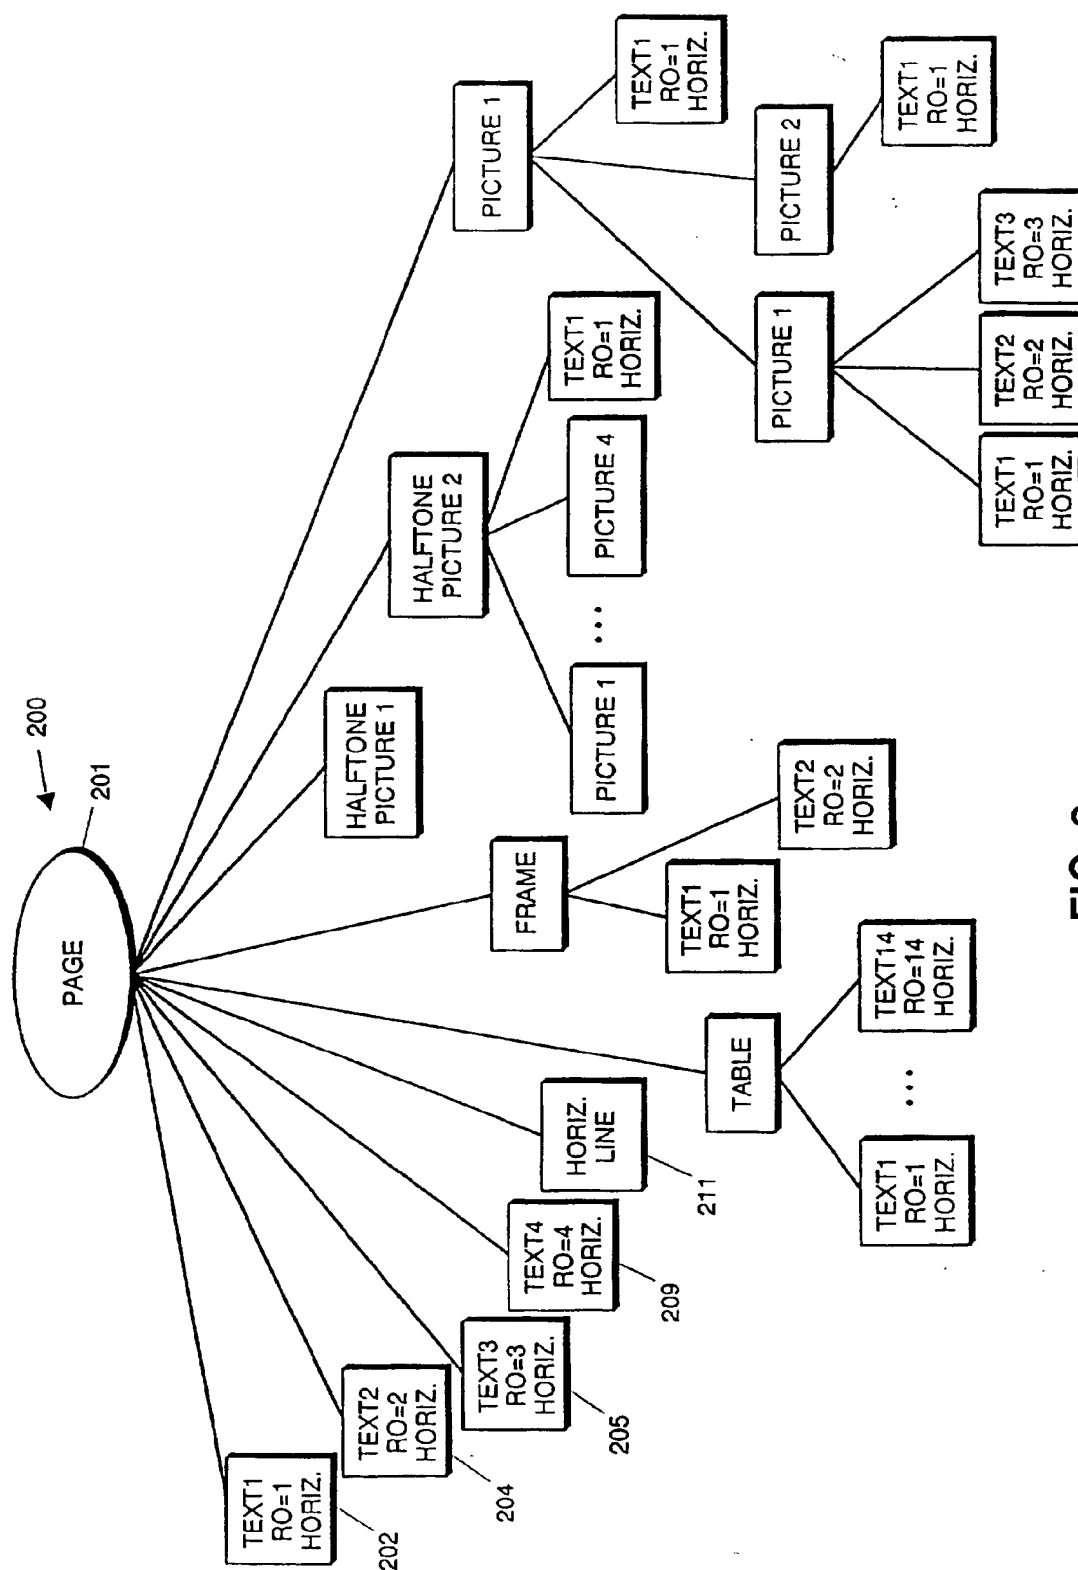 200
201
PAGE
TEXT1
RO=1
HORIZ.
202
TEXT2
RO=2
HORIZ.
204
TEXT3
RO=3
HORIZ.
205
TEXT4
RO=4
HORIZ.
209
HORIZ.
LINE
211
TABLE
TEXT1
RO=1
HORIZ.
...
TEXT14
RO=14
HORIZ.
FRAME
TEXT1
RO=1
HORIZ.
TEXT2
RO=2
HORIZ.
HALFTONE
PICTURE 1
HALFTONE
PICTURE 2
PICTURE 1
...
PICTURE 4
TEXT1
RO=1
HORIZ.
PICTURE 1
PICTURE 1
TEXT1
RO=1
HORIZ.
TEXT2
RO=2
HORIZ.
TEXT3
RO=3
HORIZ.
PICTURE 2
TEXT1
RO=1
HORIZ.
TEXT1
RO=1
HORIZ.
FIG.